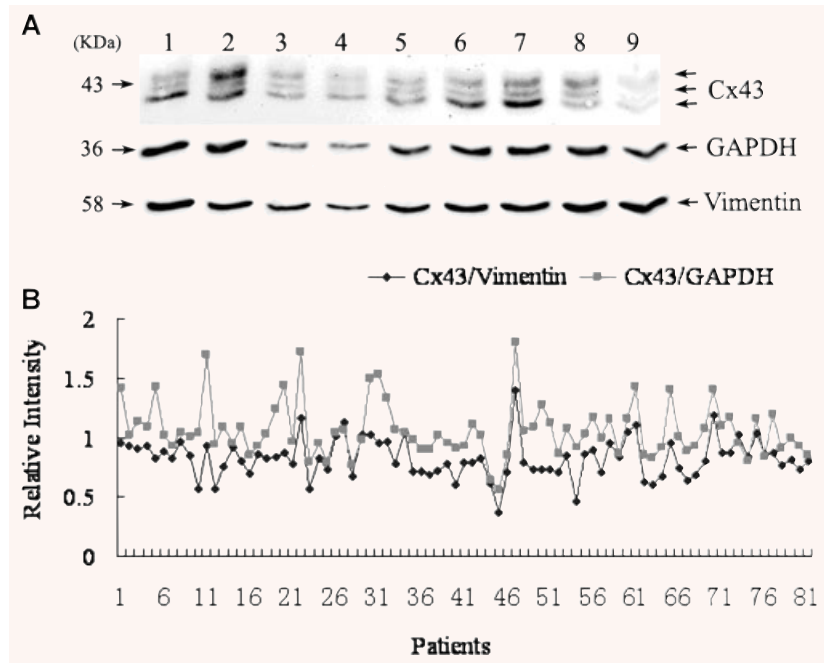 A
(KDa) 1 2 3 4 5 6 7 8 9
43
Cx43
36
GAPDH
58
Vimentin
Cx43/Vimentin Cx43/GAPDH
B
Relative Intensity
2
1.5
1
0.5
0
1 6 11 16 21 26 31 36 41 46 51 56 61 66 71 76 81
Patients